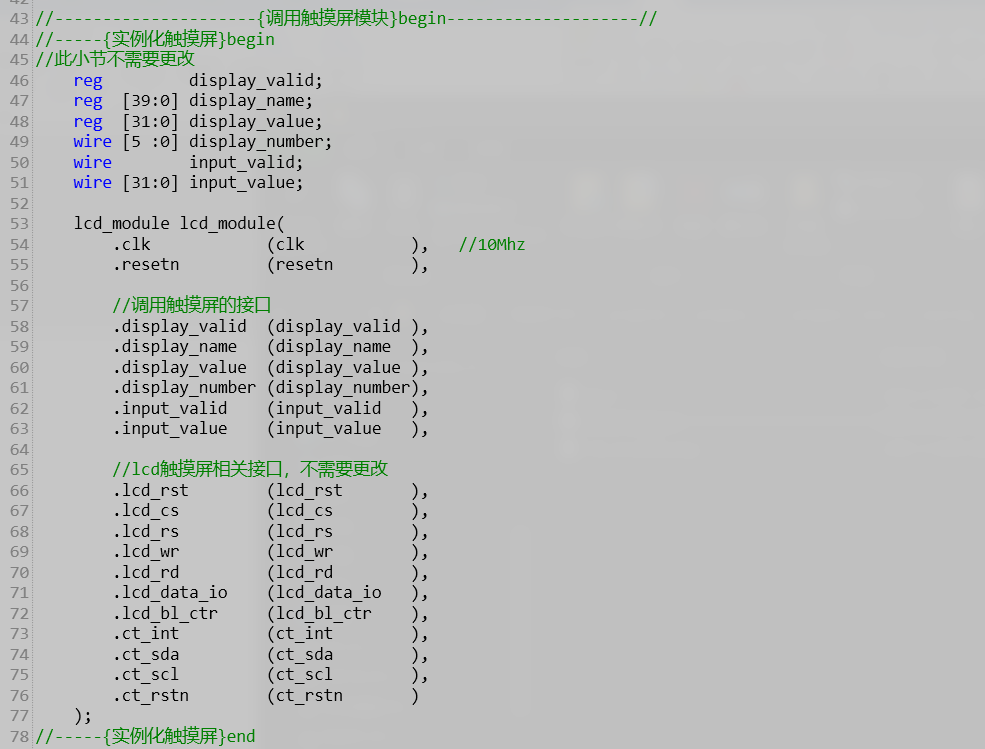 43 //---------------------{调用触摸屏模块}begin--------------------//
44 //-----{实例化触摸屏}begin
45 //此小节不需要更改
46     reg         display_valid;
47     reg  [39:0] display_name;
48     reg  [31:0] display_value;
49     wire [5 :0] display_number;
50     wire        input_valid;
51     wire [31:0] input_value;
52
53     lcd_module lcd_module(
54         .clk            (clk           ),   //10Mhz
55         .resetn         (resetn        ),
56
57         //调用触摸屏的接口
58         .display_valid  (display_valid ),
59         .display_name   (display_name  ),
60         .display_value  (display_value ),
61         .display_number (display_number),
62         .input_valid    (input_valid   ),
63         .input_value    (input_value   ),
64
65         //lcd触摸屏相关接口，不需要更改
66         .lcd_rst        (lcd_rst       ),
67         .lcd_cs         (lcd_cs        ),
68         .lcd_rs         (lcd_rs        ),
69         .lcd_wr         (lcd_wr        ),
70         .lcd_rd         (lcd_rd        ),
71         .lcd_data_io    (lcd_data_io   ),
72         .lcd_bl_ctr     (lcd_bl_ctr    ),
73         .ct_int         (ct_int        ),
74         .ct_sda         (ct_sda        ),
75         .ct_scl         (ct_scl        ),
76         .ct_rstn        (ct_rstn       )
77     );
78 //-----{实例化触摸屏}end